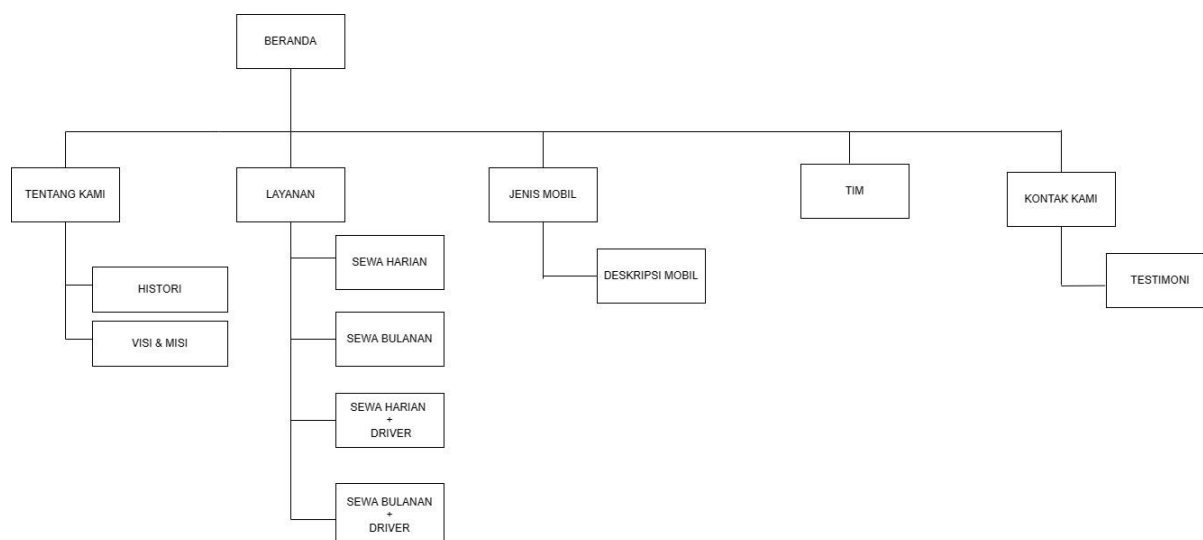 BERANDA
TENTANG KAMI
LAYANAN
JENIS MOBIL
TIM
KONTAK KAMI
HISTORI
VISI & MISI
SEWA HARIAN
SEWA BULANAN
SEWA HARIAN
+
DRIVER
SEWA BULANAN
+
DRIVER
DESKRIPSI MOBIL
TESTIMONI